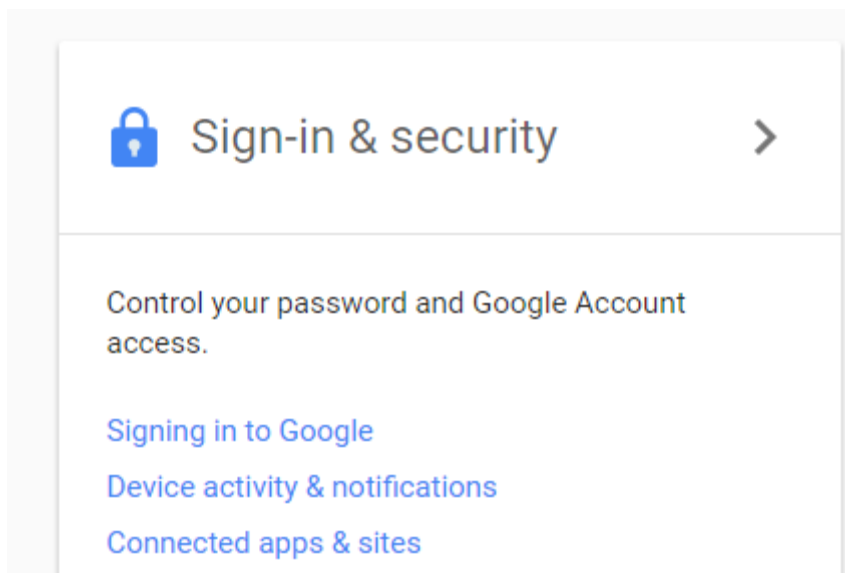 Sign-in & security
Control your password and Google Account
access.
Signing in to Google
Device activity & notifications
Connected apps & sites